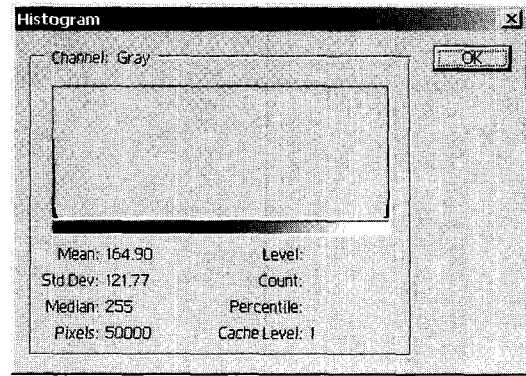 Histogram
Channel: Gray
OK
Mean: 164.90 Level:
Std Dev: 121.77 Count:
Median: 255 Percentile:
Pixels: 50000 Cache Level: 1